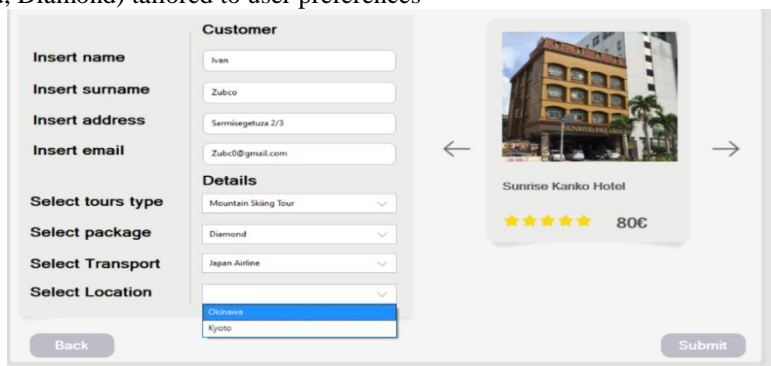 , Diamond) tailored to user preferences
Customer
Insert name
Ivan
Insert surname
Zubco
Insert address
Sarmisegetuza 2/3
Insert email
Zubc0@gmail.com
Details
Select tours type
Mountain Skiing Tour
Select package
Diamond
Select Transport
Japan Airline
Select Location
Okinawa
Kyoto
Back
SUNRISE
Sunrise Kanko Hotel
80€
Submit